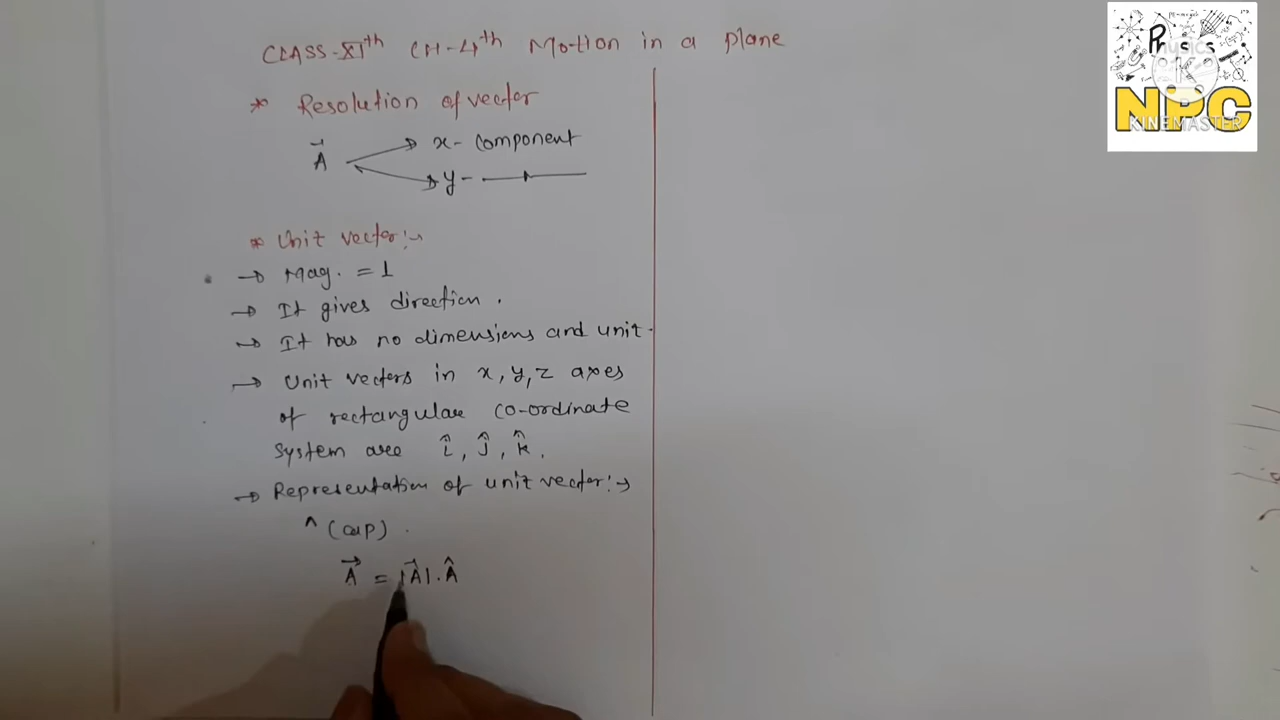 CLASS-XIth CH-4th Motion in a plane
* Resolution of vector
A⃗ → x- component
→ y- —〃—
* Unit vector:→
→ Mag. = 1
→ It gives direction.
→ It has no dimensions and unit.
→ Unit vectors in x, y, z axes
of rectangular co-ordinate
system are î, ĵ, k̂.
→ Representation of unit vector:→
^ (cap).
A⃗ = |A⃗|. Â
Physics
K
NPC
KINEMASTER